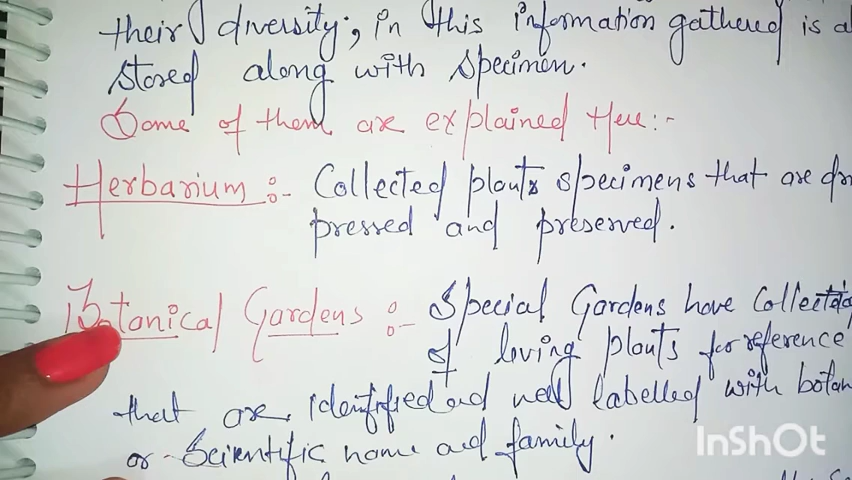 their diversity, in this information gathered is a
stored along with specimen.
Some of them are explained Here:-
Herbarium :- Collected plants specimens that are
pressed and preserved.
Botanical Gardens :- Special Gardens have
of living plants for reference
that are identified and well labelled with
or Scientific name and family.
InShOt